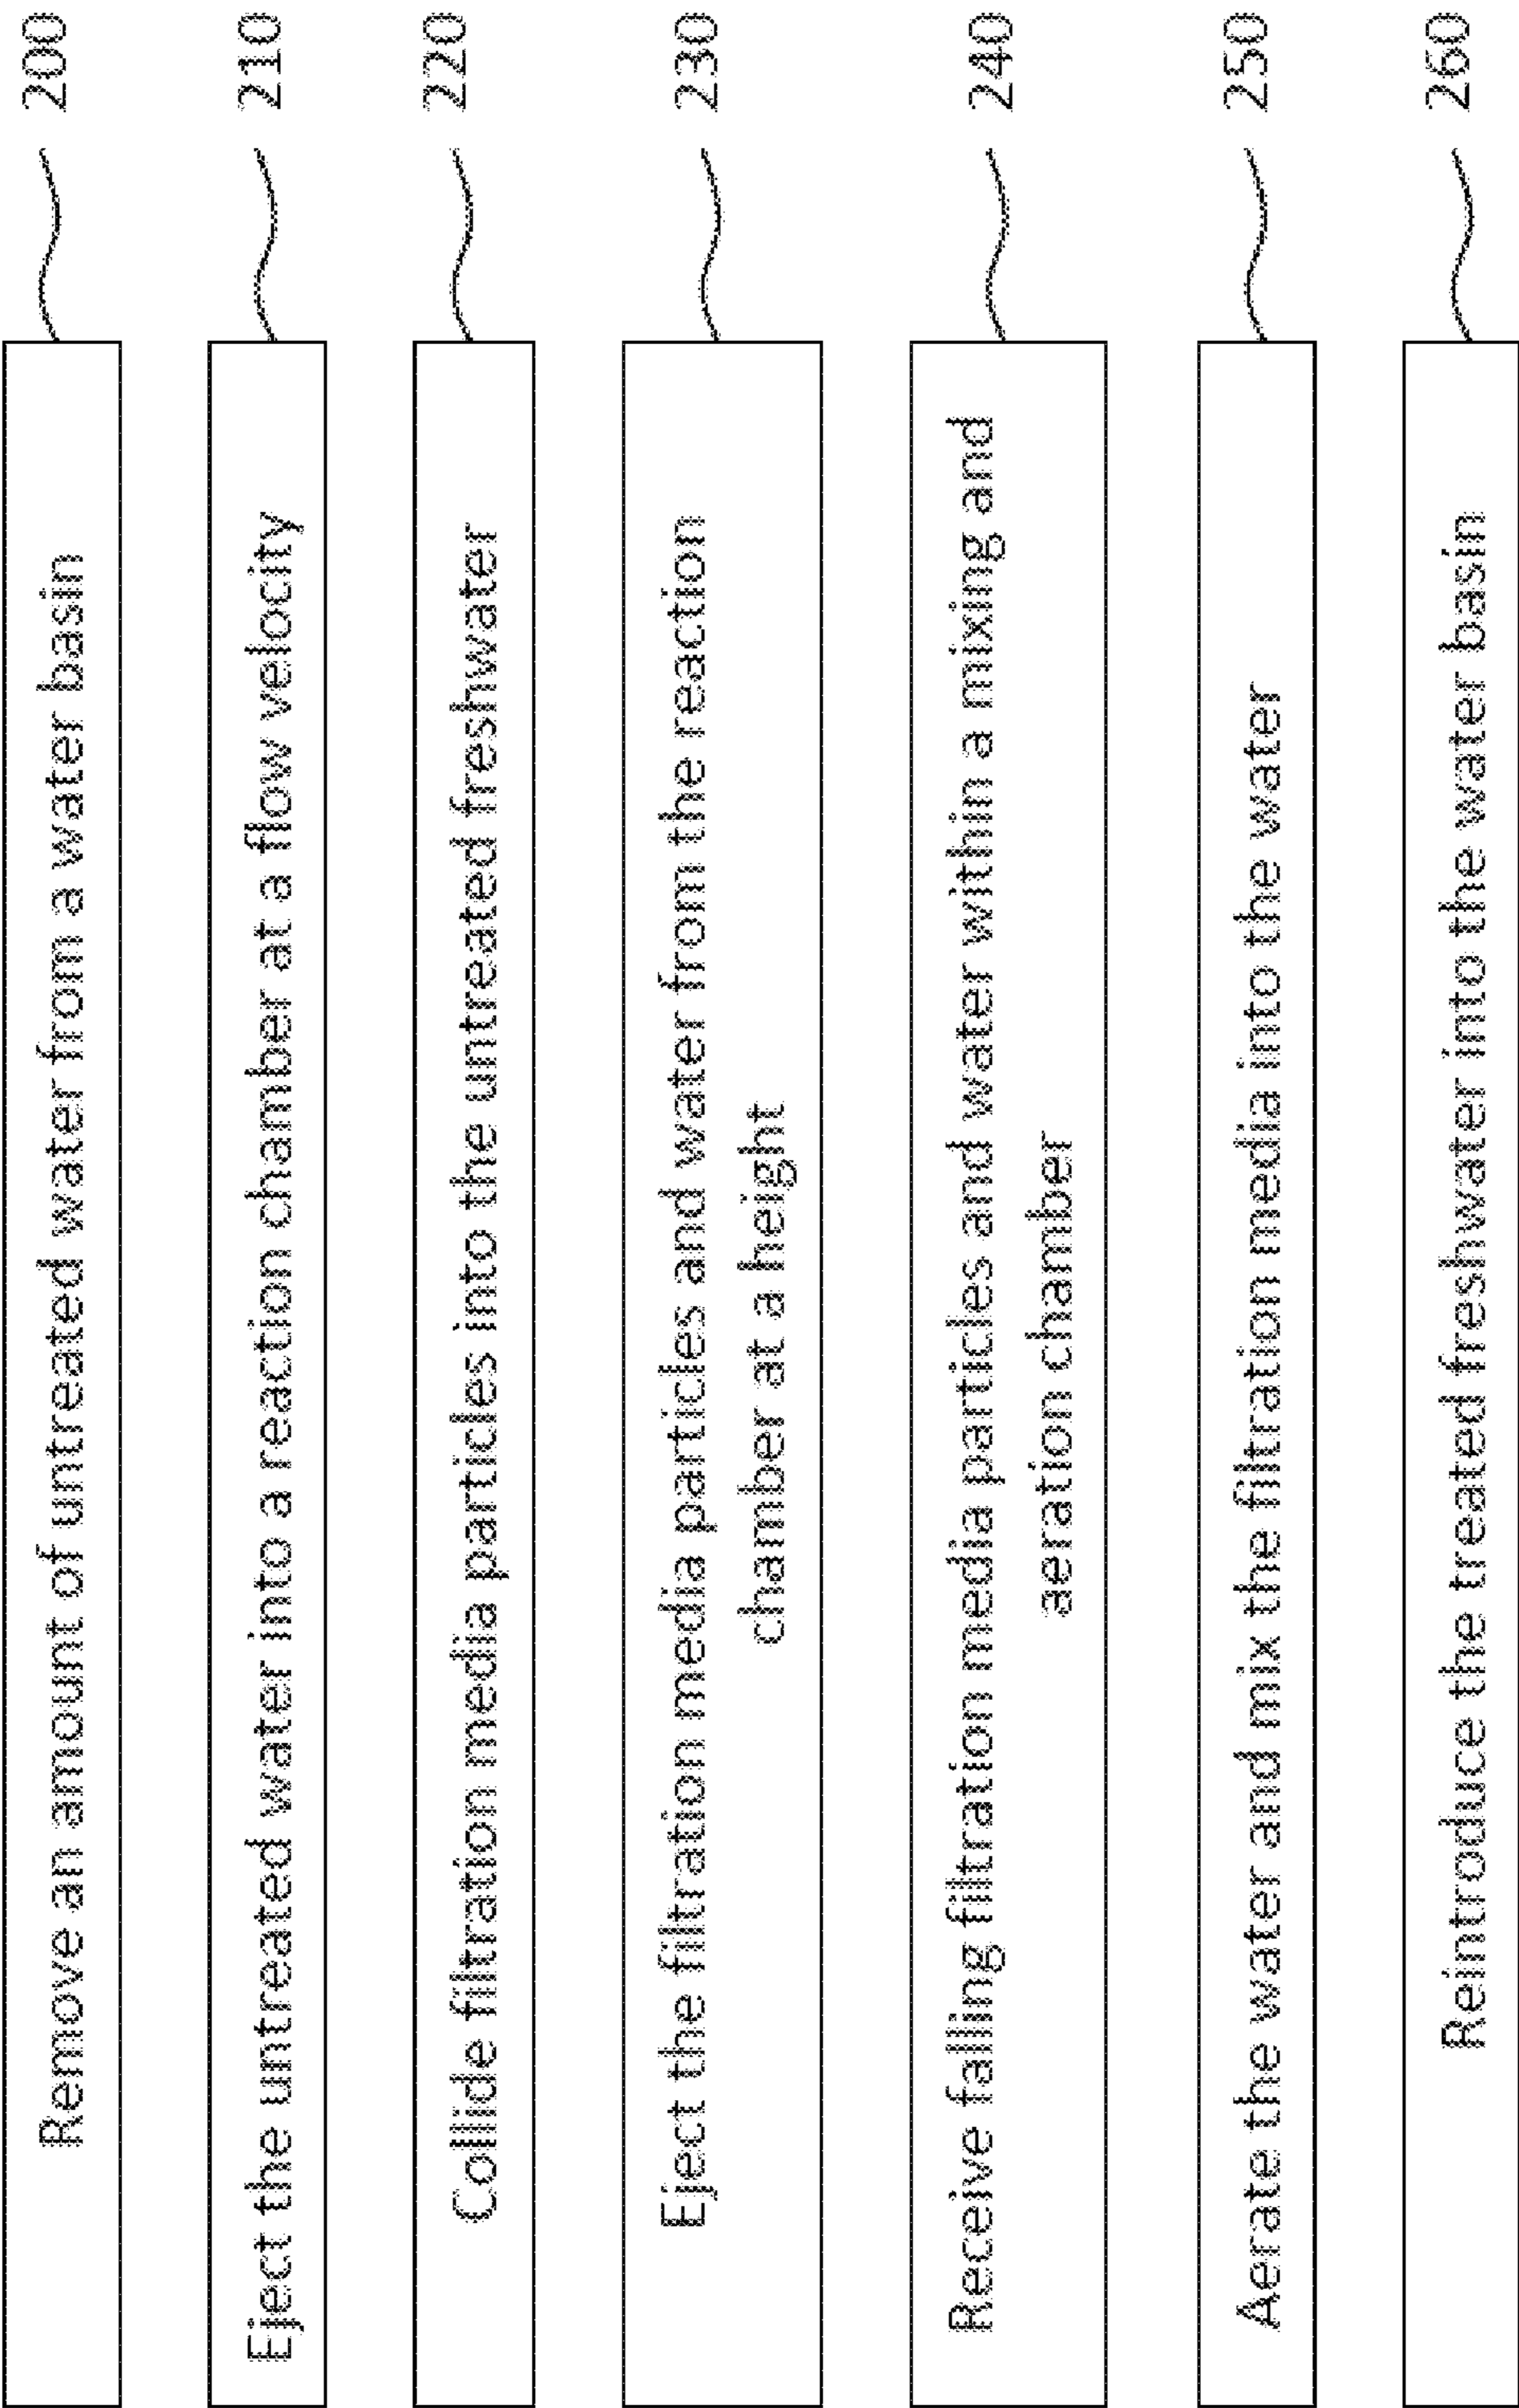 Remove an amount of untreated water from a water basin
200
Eject the untreated water into a reaction chamber at a flow velocity
210
Collide filtration media particles into the untreated freshwater
220
Eject the filtration media particles and water from the reaction
chamber at a height
230
Receive falling filtration media particles and water within a mixing and
aeration chamber
240
Aerate the water and mix the filtration media into the water
250
Reintroduce the treated freshwater into the water basin
260